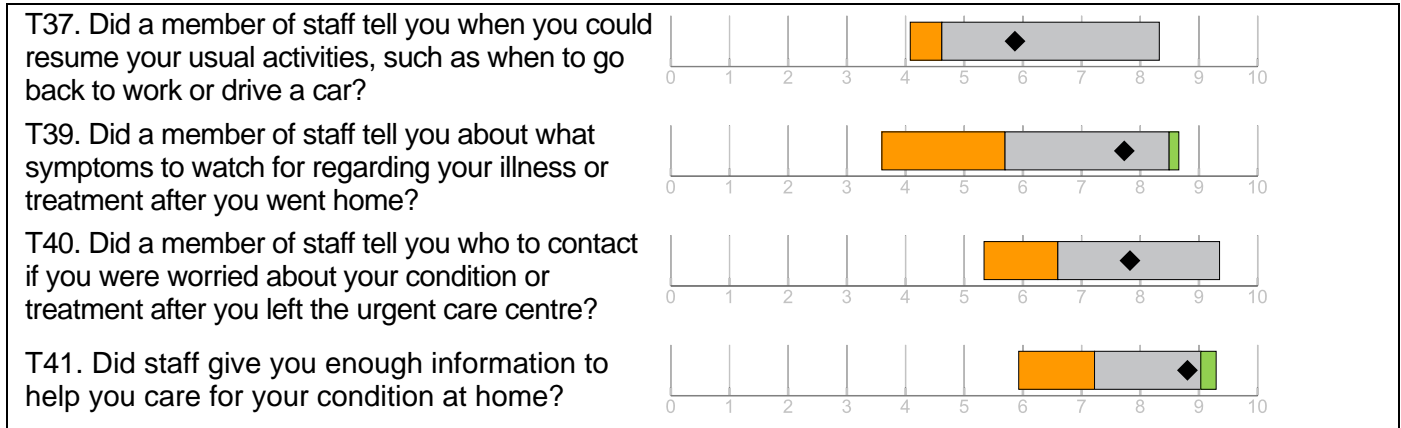 T37. Did a member of staff tell you when you could
resume your usual activities, such as when to go
back to work or drive a car?
0 1 2 3 4 5 6 7 8 9 10
T39. Did a member of staff tell you about what
symptoms to watch for regarding your illness or
treatment after you went home?
0 1 2 3 4 5 6 7 8 9 10
T40. Did a member of staff tell you who to contact
if you were worried about your condition or
treatment after you left the urgent care centre?
0 1 2 3 4 5 6 7 8 9 10
T41. Did staff give you enough information to
help you care for your condition at home?
0 1 2 3 4 5 6 7 8 9 10